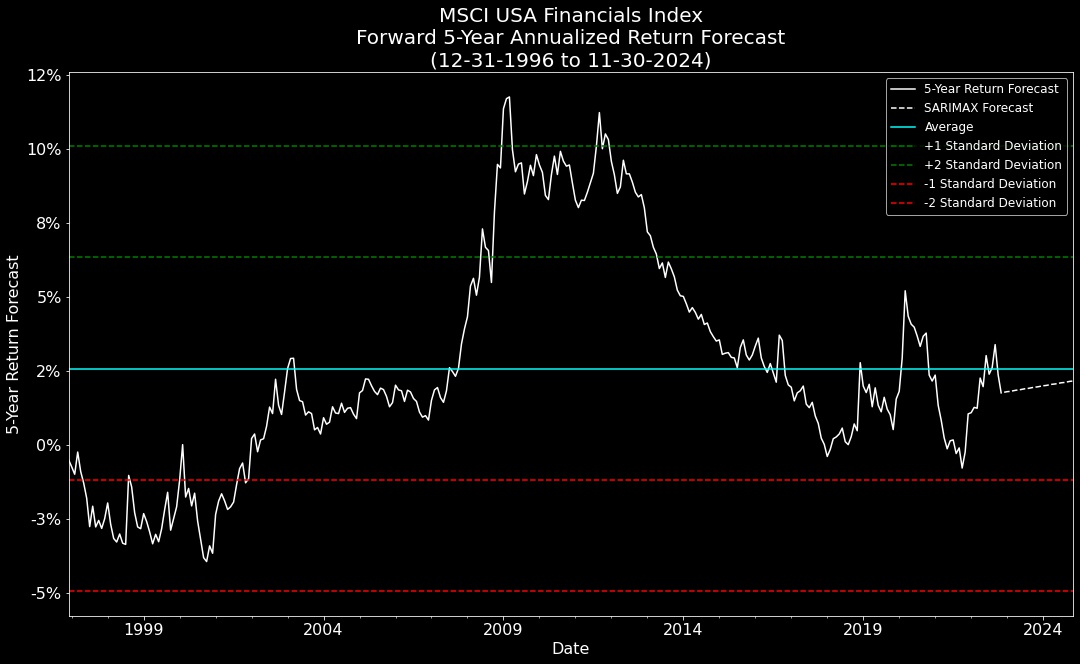 MSCI USA Financials Index
Forward 5-Year Annualized Return Forecast
(12-31-1996 to 11-30-2024)
12%
10%
8%
5%
2%
0%
-3%
-5%
5-Year Return Forecast
5-Year Return Forecast
SARIMAX Forecast
Average
+1 Standard Deviation
+2 Standard Deviation
-1 Standard Deviation
-2 Standard Deviation
1999 2004 2009 2014 2019 2024
Date